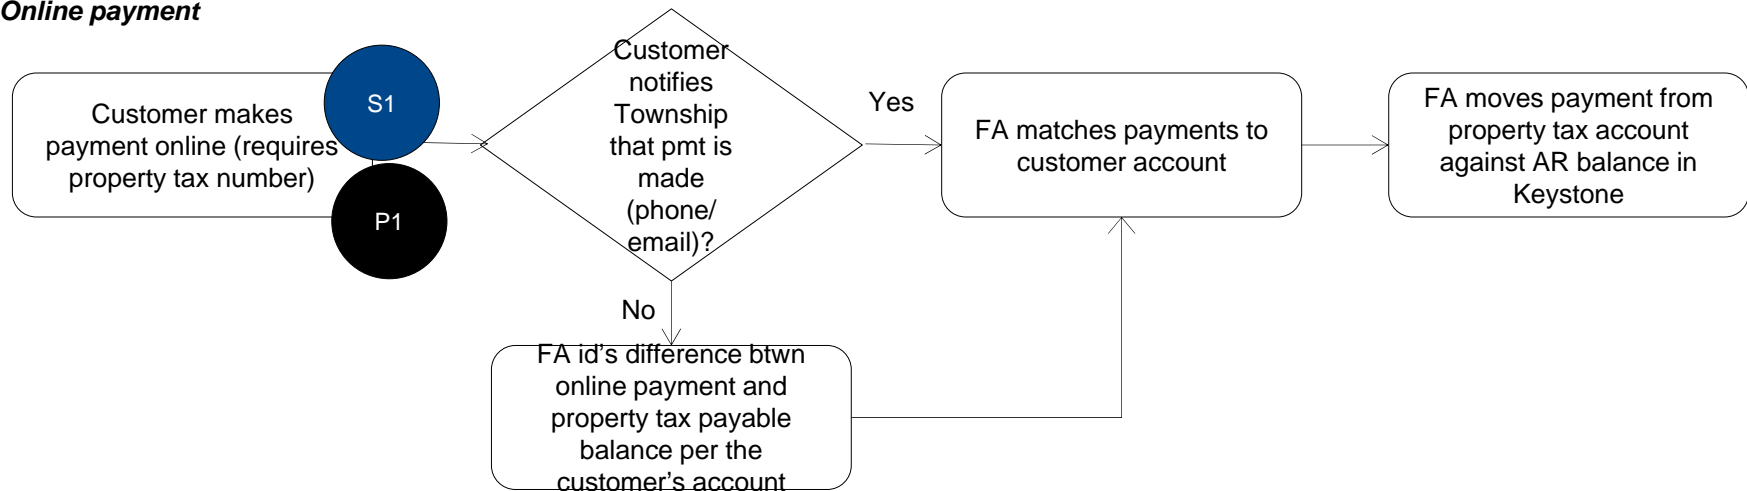 Online payment
Customer makes
payment online (requires
property tax number)
S1
P1
Customer
notifies
Township
that pmt is
made
(phone/
email)?
Yes
No
FA matches payments to
customer account
FA moves payment from
property tax account
against AR balance in
Keystone
FA id’s difference btwn
online payment and
property tax payable
balance per the
customer’s account